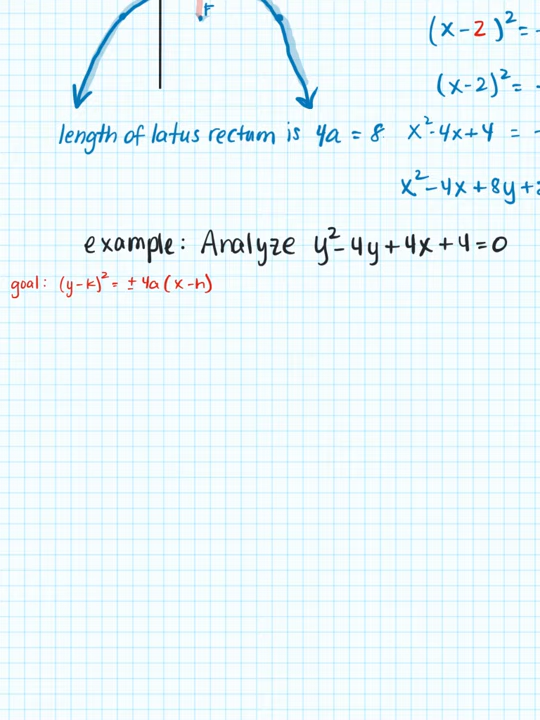 F
(x-2)²= -
(x-2)²= -
length of latus rectum is 4a = 8
x²-4x+4 = -
x²-4x+8y+
example: Analyze y²-4y+4x+4=0
goal: (y-k)² = ± 4a(x-h)